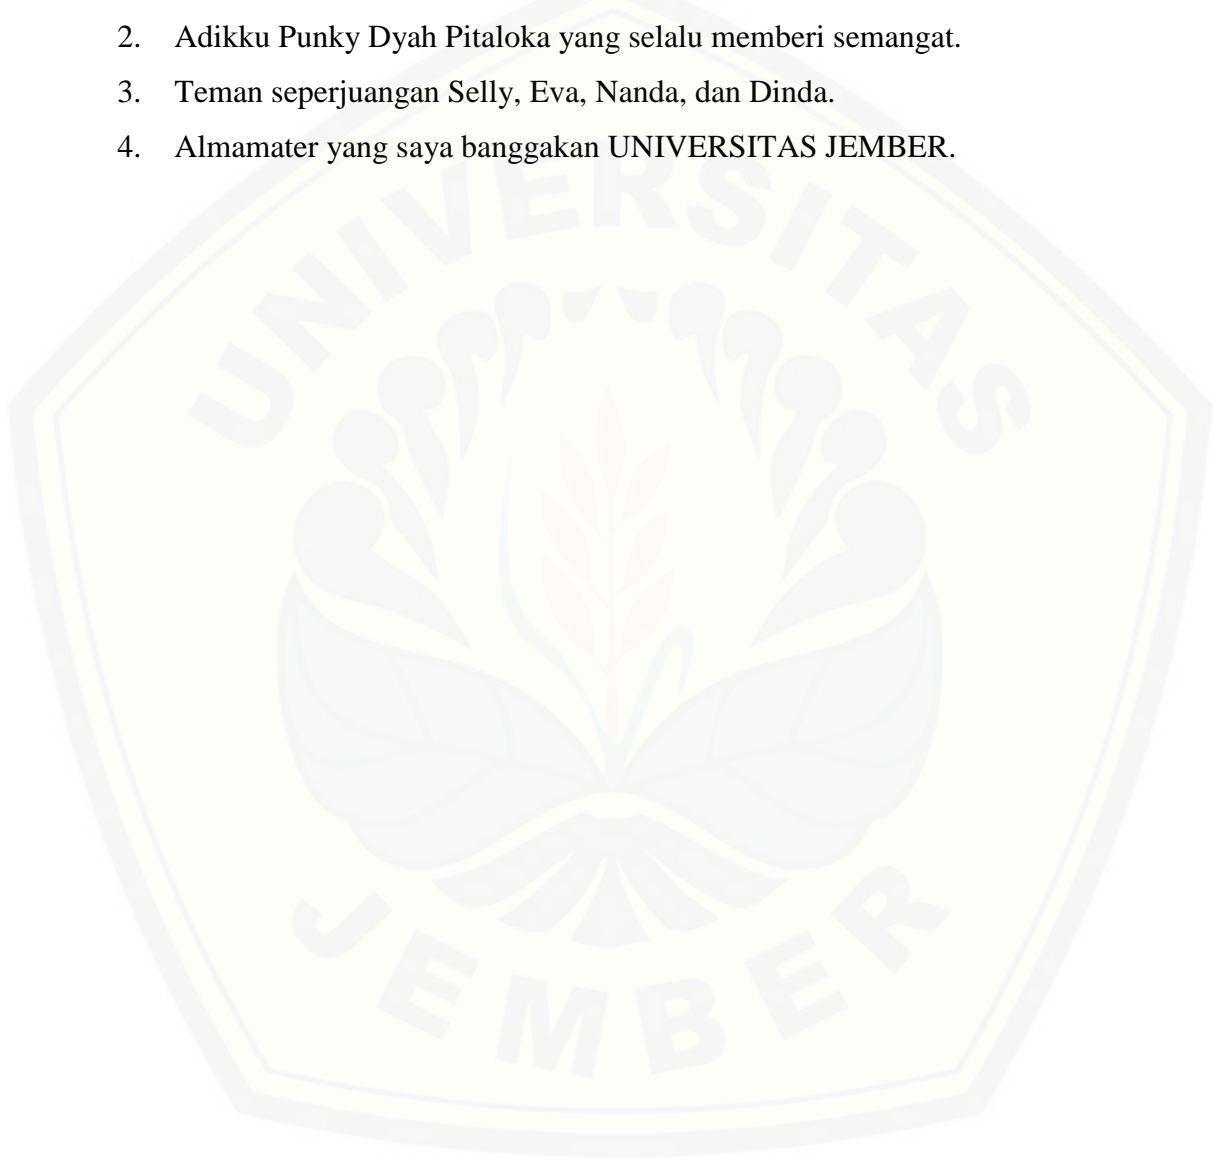 2. Adikku Punky Dyah Pitaloka yang selalu memberi semangat.
3. Teman seperjuangan Selly, Eva, Nanda, dan Dinda.
4. Almamater yang saya banggakan UNIVERSITAS JEMBER.
UNIVERSITAS
JEMBER